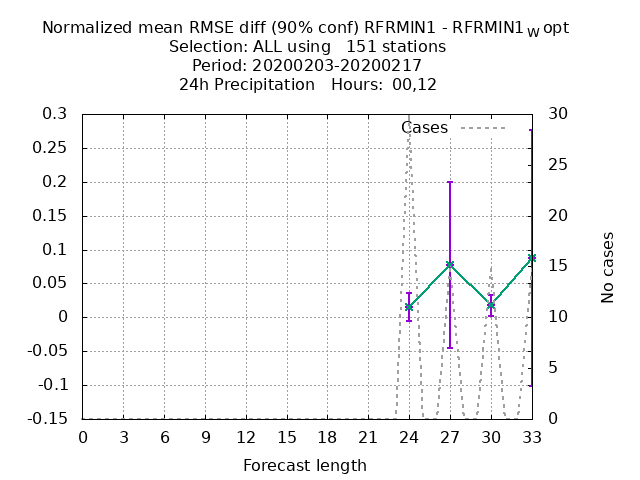 Normalized mean RMSE diff (90% conf) RFRMIN1 - RFRMIN1W opt
Selection: ALL using   151 stations
Period: 20200203-20200217
24h Precipitation   Hours: 00,12
0.3
0.25
0.2
0.15
0.1
0.05
0
-0.05
-0.1
-0.15
Cases
30
25
20
15
10
5
0
No cases
0 3 6 9 12 15 18 21 24 27 30 33
Forecast length